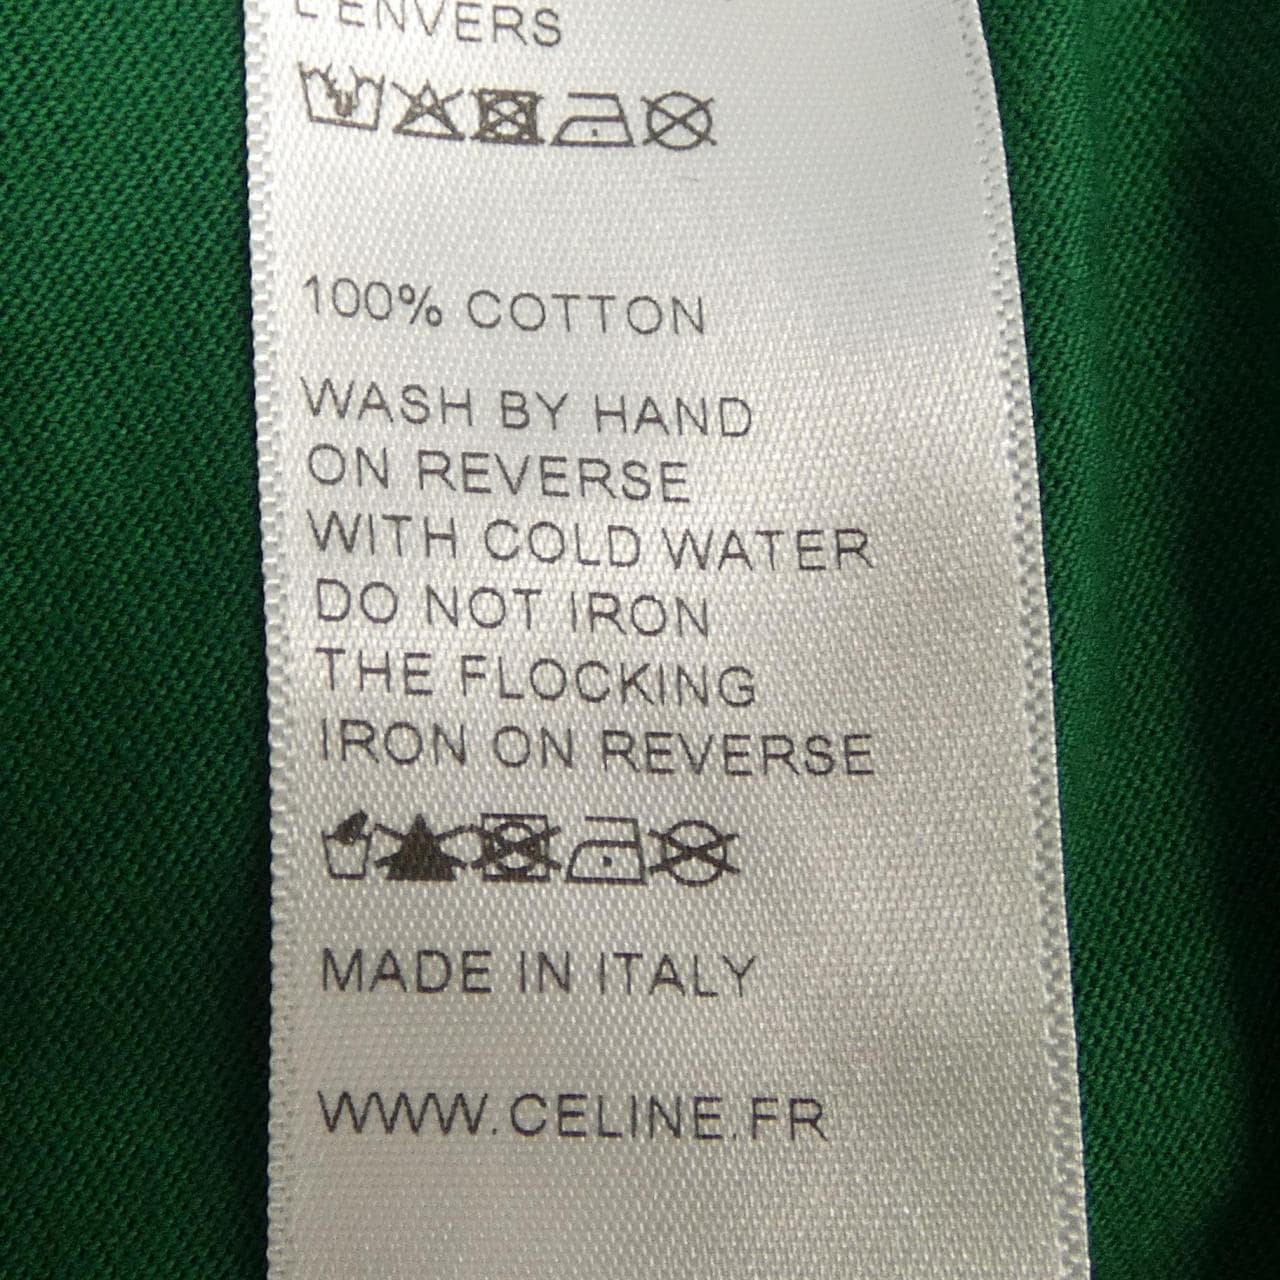 L'ENVERS
100% COTTON
WASH BY HAND
ON REVERSE
WITH COLD WATER
DO NOT IRON
THE FLOCKING
IRON ON REVERSE
MADE IN ITALY
WWW.CELINE.FR